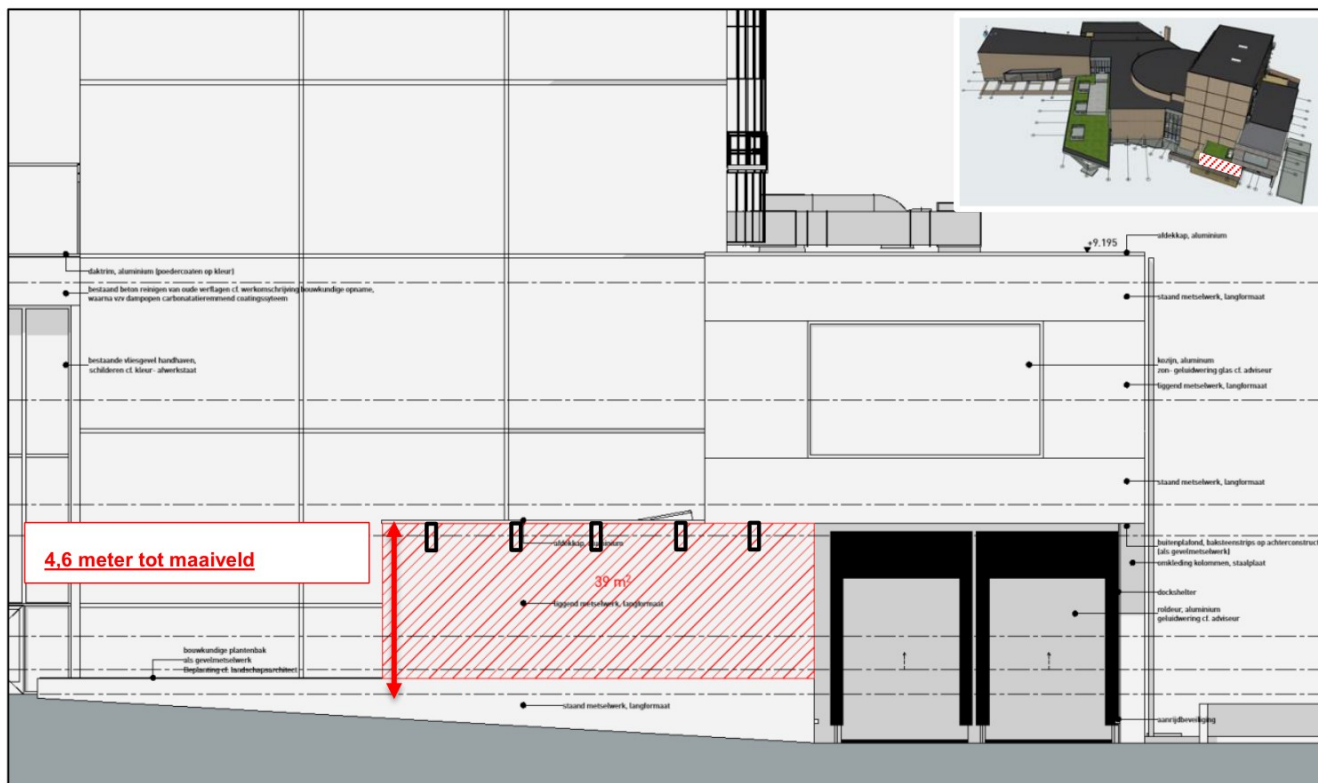 +9.195
afdekkap, aluminium
daktrim, aluminium (poedercoaten op kleur)
bestaand beton reinigen van oude verflagen cf. werkomschrijving bouwkundige opname,
waarna vzv dampopen carbonatatieremmend coatingssyteem
staand metselwerk, langformaat
bestaande vliesgevel handhaven,
schilderen cf. kleur- afwerkstaat
kozijn, aluminum
zon- geluidwering glas cf. adviseur
liggend metselwerk, langformaat
staand metselwerk, langformaat
4,6 meter tot maaiveld
afdekkap, aluminium
buitenplafond, baksteenstrips op achterconstruct
(als gevelmetselwerk)
omkleding kolommen, staalplaat
39 m²
liggend metselwerk, langformaat
dockshelter
roldeur, aluminium
geluidwering cf. adviseur
bouwkundige plantenbak
als gevelmetselwerk
Beplanting cf. landschapsarchitect
staand metselwerk, langformaat
aanrijdbeveiliging